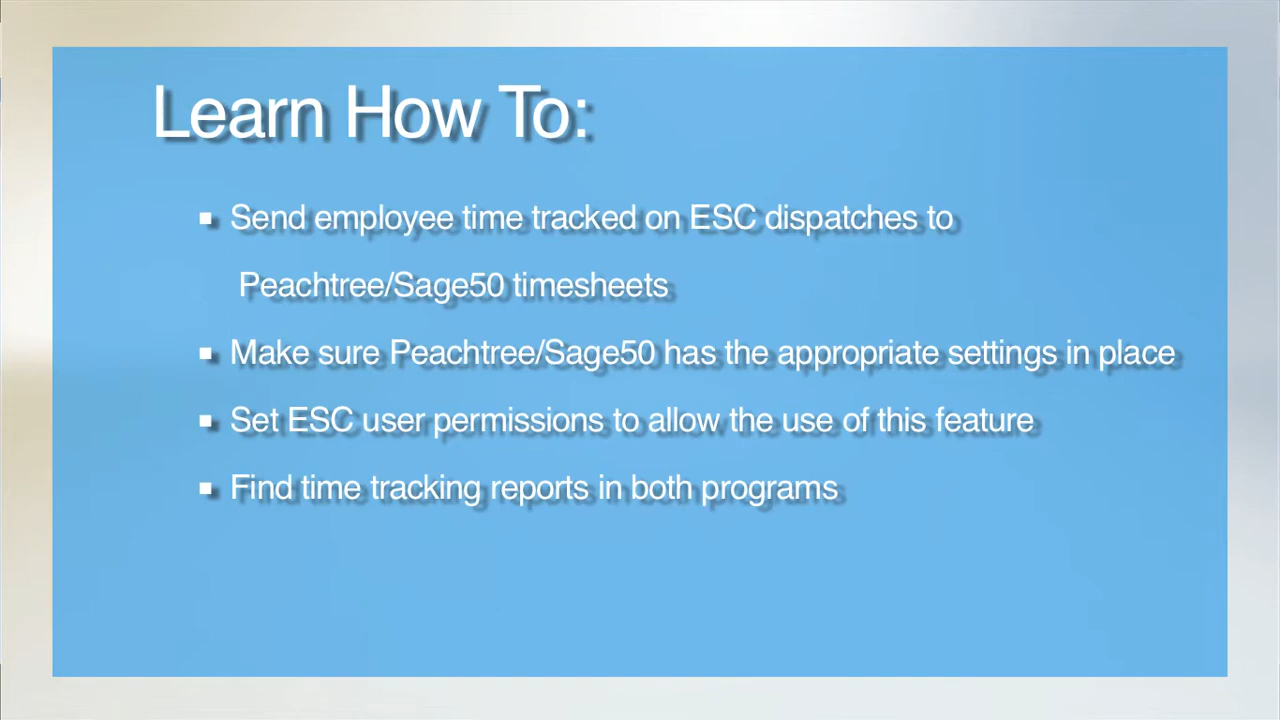 Learn How To:
▪ Send employee time tracked on ESC dispatches to
Peachtree/Sage50 timesheets
▪ Make sure Peachtree/Sage50 has the appropriate settings in place
▪ Set ESC user permissions to allow the use of this feature
▪ Find time tracking reports in both programs